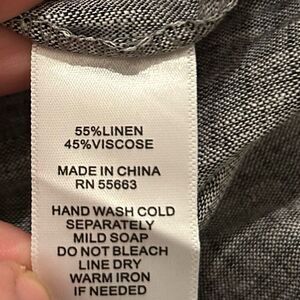 55%LINEN
45%VISCOSE
MADE IN CHINA
RN 55663
HAND WASH COLD
SEPARATELY
MILD SOAP
DO NOT BLEACH
LINE DRY
WARM IRON
IF NEEDED